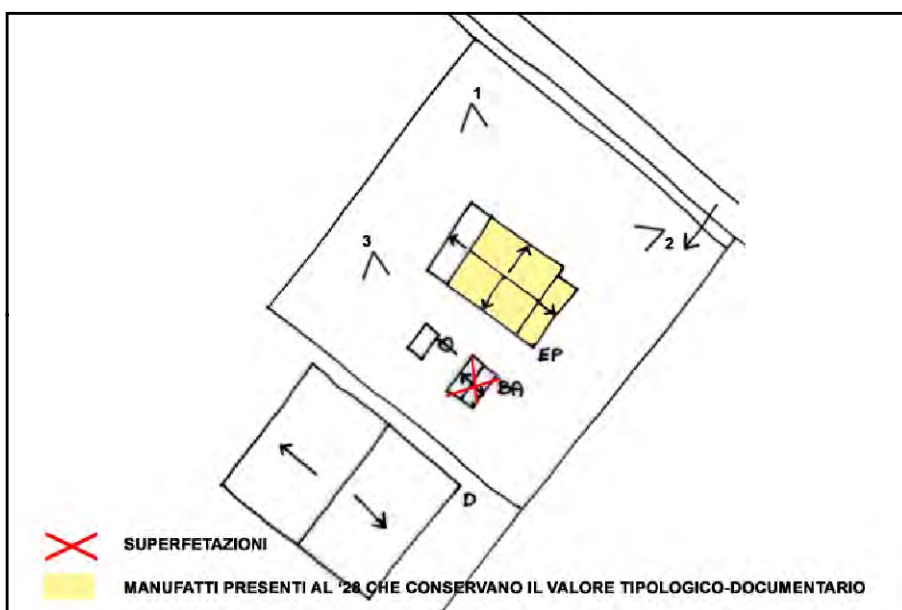 1
2
3
EP
BA
D
SUPERFETAZIONI
MANUFATTI PRESENTI AL '28 CHE CONSERVANO IL VALORE TIPOLOGICO-DOCUMENTARIO